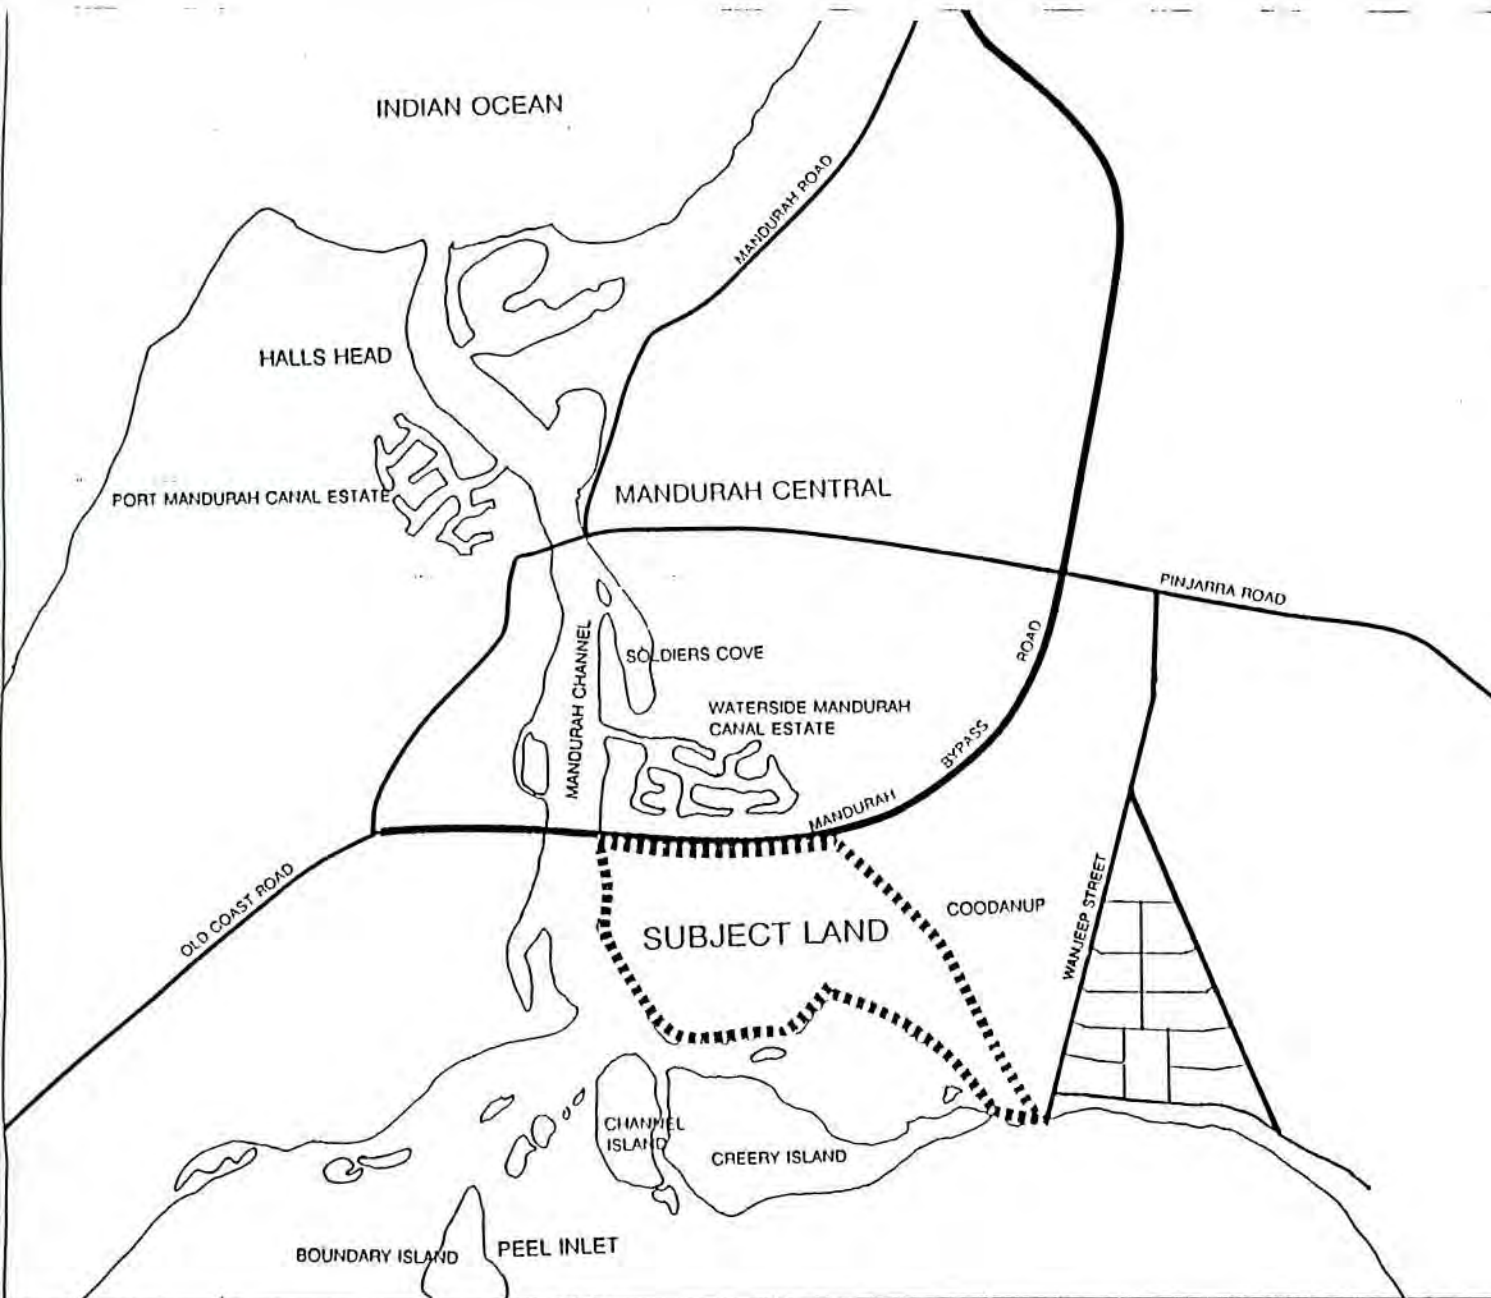 INDIAN OCEAN
MANDURAH ROAD
HALLS HEAD
PORT MANDURAH CANAL ESTATE
MANDURAH CENTRAL
PINJARRA ROAD
MANDURAH CHANNEL
SOLDIERS COVE
WATERSIDE MANDURAH
CANAL ESTATE
MANDURAH BYPASS ROAD
OLD COAST ROAD
SUBJECT LAND
COODANUP
WANJEEP STREET
CHANNEL
ISLAND
CREERY ISLAND
BOUNDARY ISLAND
PEEL INLET